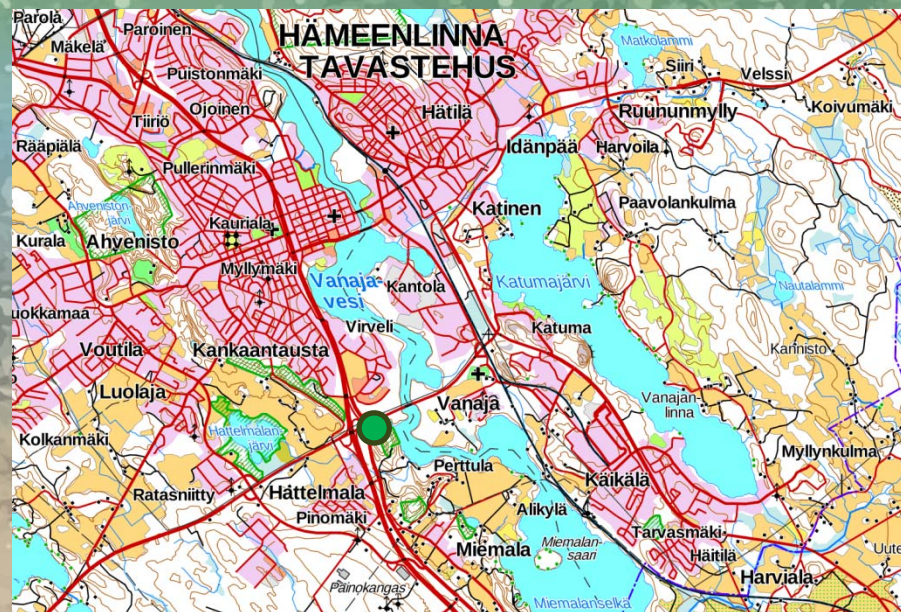 Parola
Paroinen
Mäkelä
HÄMEENLINNA
TAVASTEHUS
Matkolammi
Siiri
Velssi
Puistonmäki
Ojoinen
Hätilä
Ruununmylly
Koivumäki
Tiiriö
Rääpiälä
Pullerinmäki
Idänpää
Harvoila
Ahveniston-
järvi
Kauriala
Katinen
Paavolankulma
Kurala
Ahvenisto
Myllymäki
Vanaja-
vesi
Kantola
Katumajärvi
Nautalammi
uokkamaa
Virveli
Katuma
Voutila
Kankaantausta
Kannisto
Luolaja
Vanaja
Vanajan-
linna
Kolkanmäki
Hattelmalan-
järvi
Myllynkulma
Perttula
Ratasniitty
Hattelmala
Käikälä
Pinomäki
Alikylä
Tarvasmäki
Miemala
Miemalan-
saari
Häitilä
Uute
Harviala
Painokangas
Miemalanselkä